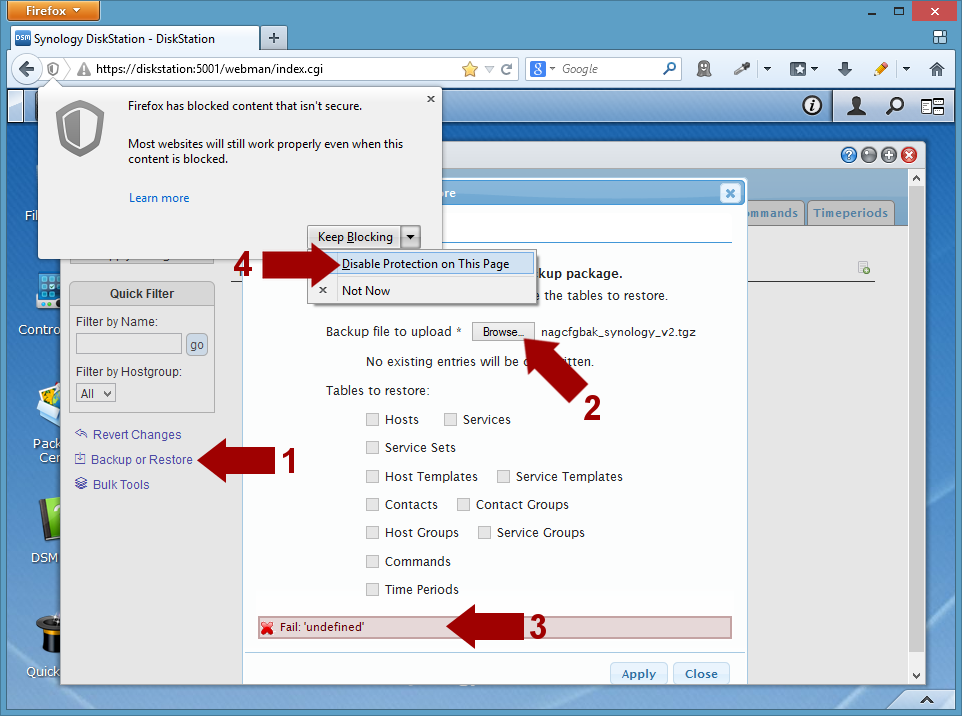 Firefox
DSM Synology DiskStation - DiskStation
https://diskstation:5001/webman/index.cgi
8 Google
Firefox has blocked content that isn't secure.
Most websites will still work properly even when this
content is blocked.
Learn more
Keep Blocking
Disable Protection on This Page
Not Now
4
re
mmands
Timeperiods
kup package.
the tables to restore.
Fil
Contro
Pack
Cen
DSM
Quick
Quick Filter
Filter by Name:
go
Filter by Hostgroup:
All
Revert Changes
Backup or Restore
1
Bulk Tools
Backup file to upload * Browse... nagcfgbak_synology_v2.tgz
2
No existing entries will be o itten.
Tables to restore:
Hosts Services
Service Sets
Host Templates Service Templates
Contacts Contact Groups
Host Groups Service Groups
Commands
Time Periods
Fail: 'undefined'
3
Apply Close